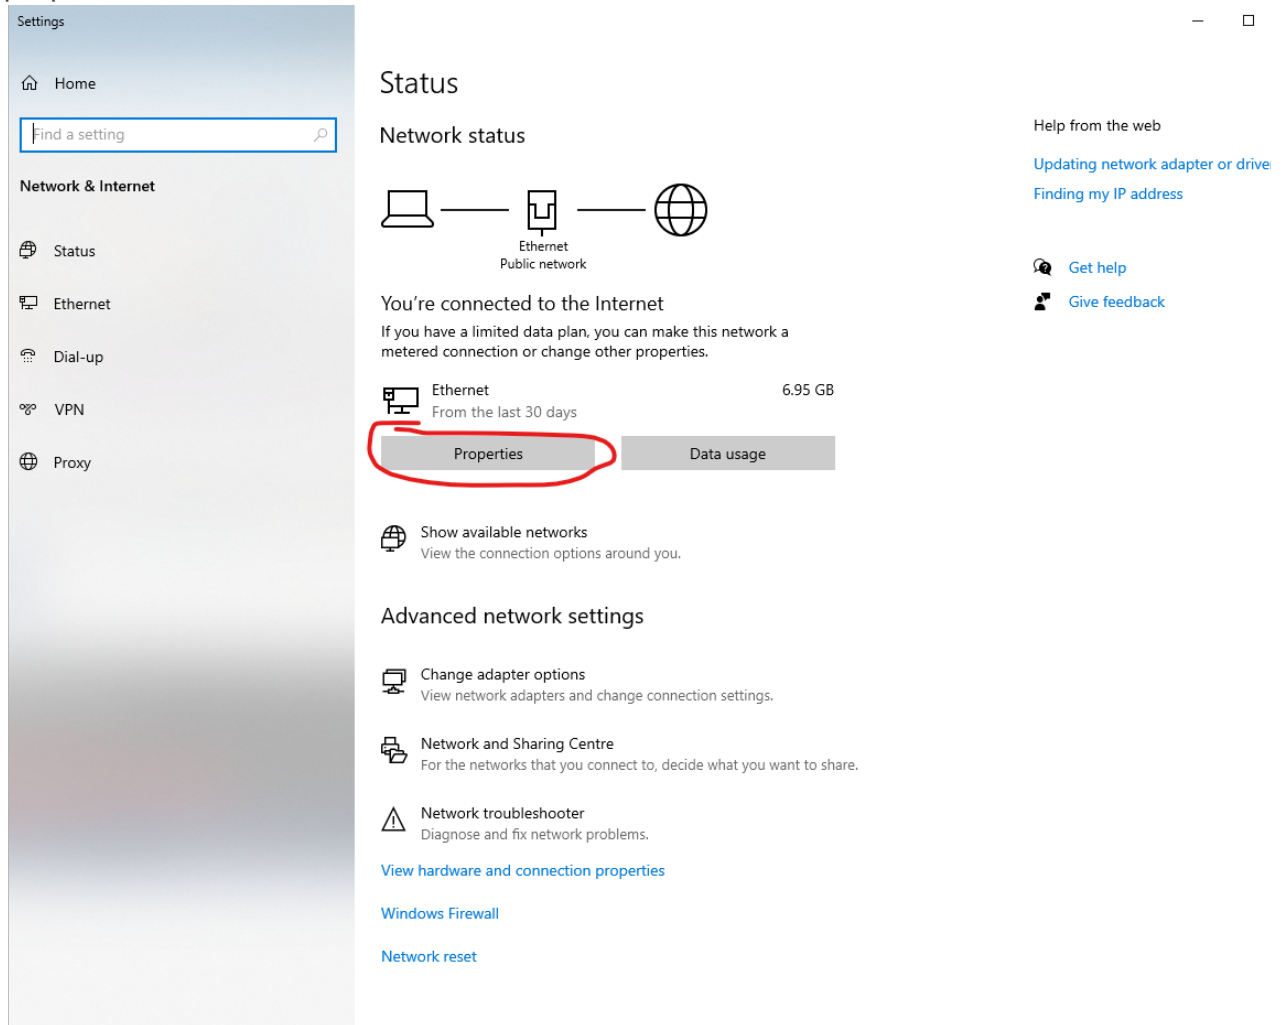 Settings
Home
Find a setting
Network & Internet
Status
Ethernet
Dial-up
VPN
Proxy
Status
Network status
Ethernet
Public network
You're connected to the Internet
If you have a limited data plan, you can make this network a
metered connection or change other properties.
Ethernet
6.95 GB
From the last 30 days
Properties
Data usage
Show available networks
View the connection options around you.
Advanced network settings
Change adapter options
View network adapters and change connection settings.
Network and Sharing Centre
For the networks that you connect to, decide what you want to share.
Network troubleshooter
Diagnose and fix network problems.
View hardware and connection properties
Windows Firewall
Network reset
Help from the web
Updating network adapter or
Finding my IP address
Get help
Give feedback